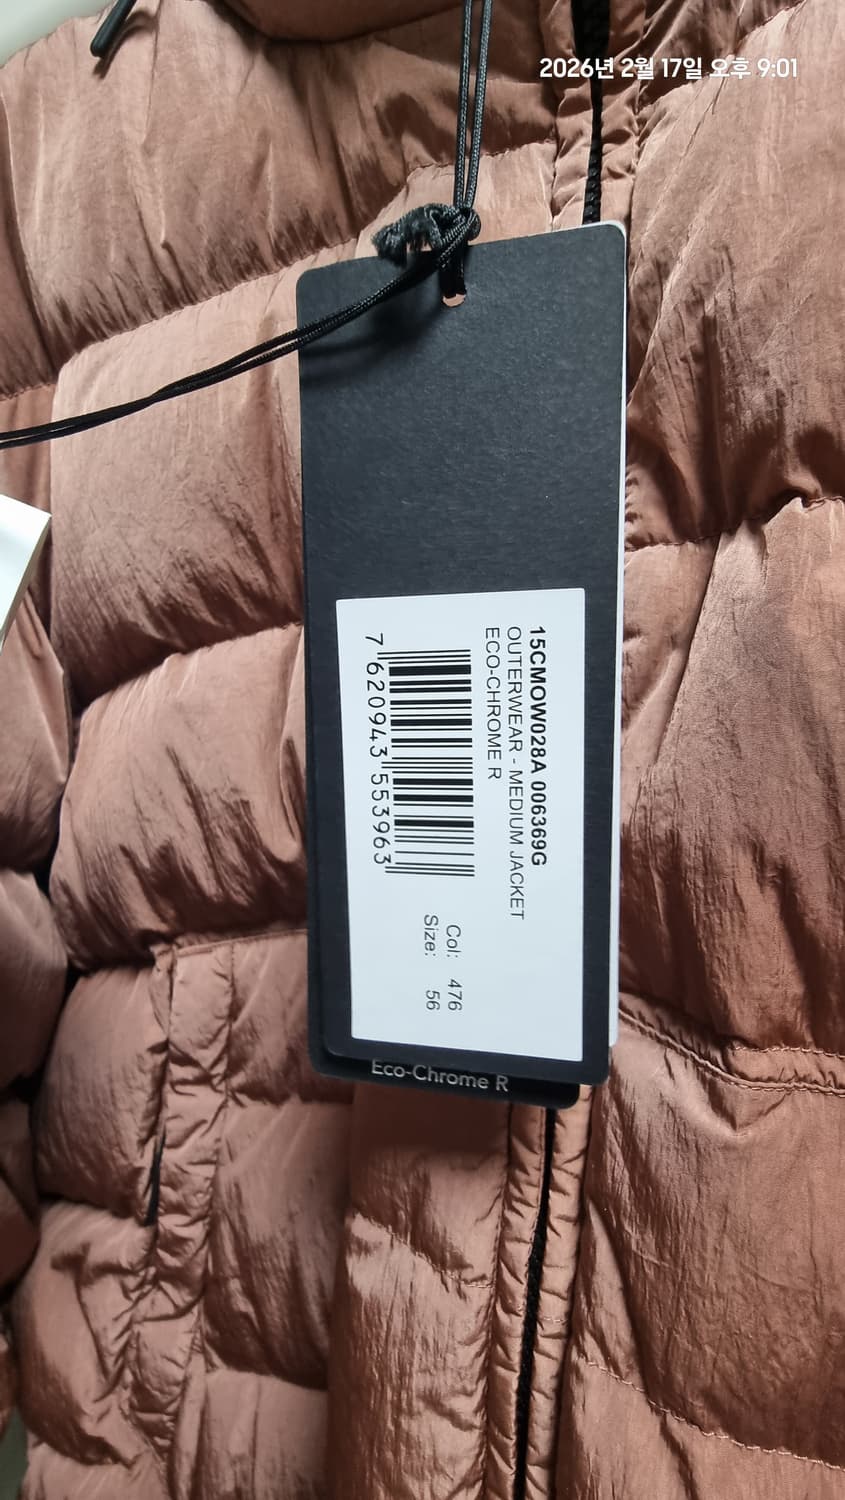 2026년 2월 17일 오후 9:01
15CMOW028A 006369G
OUTERWEAR - MEDIUM JACKET
ECO-CHROME R
7 620943 553963
Col: 476
Size: 56
Eco-Chrome R